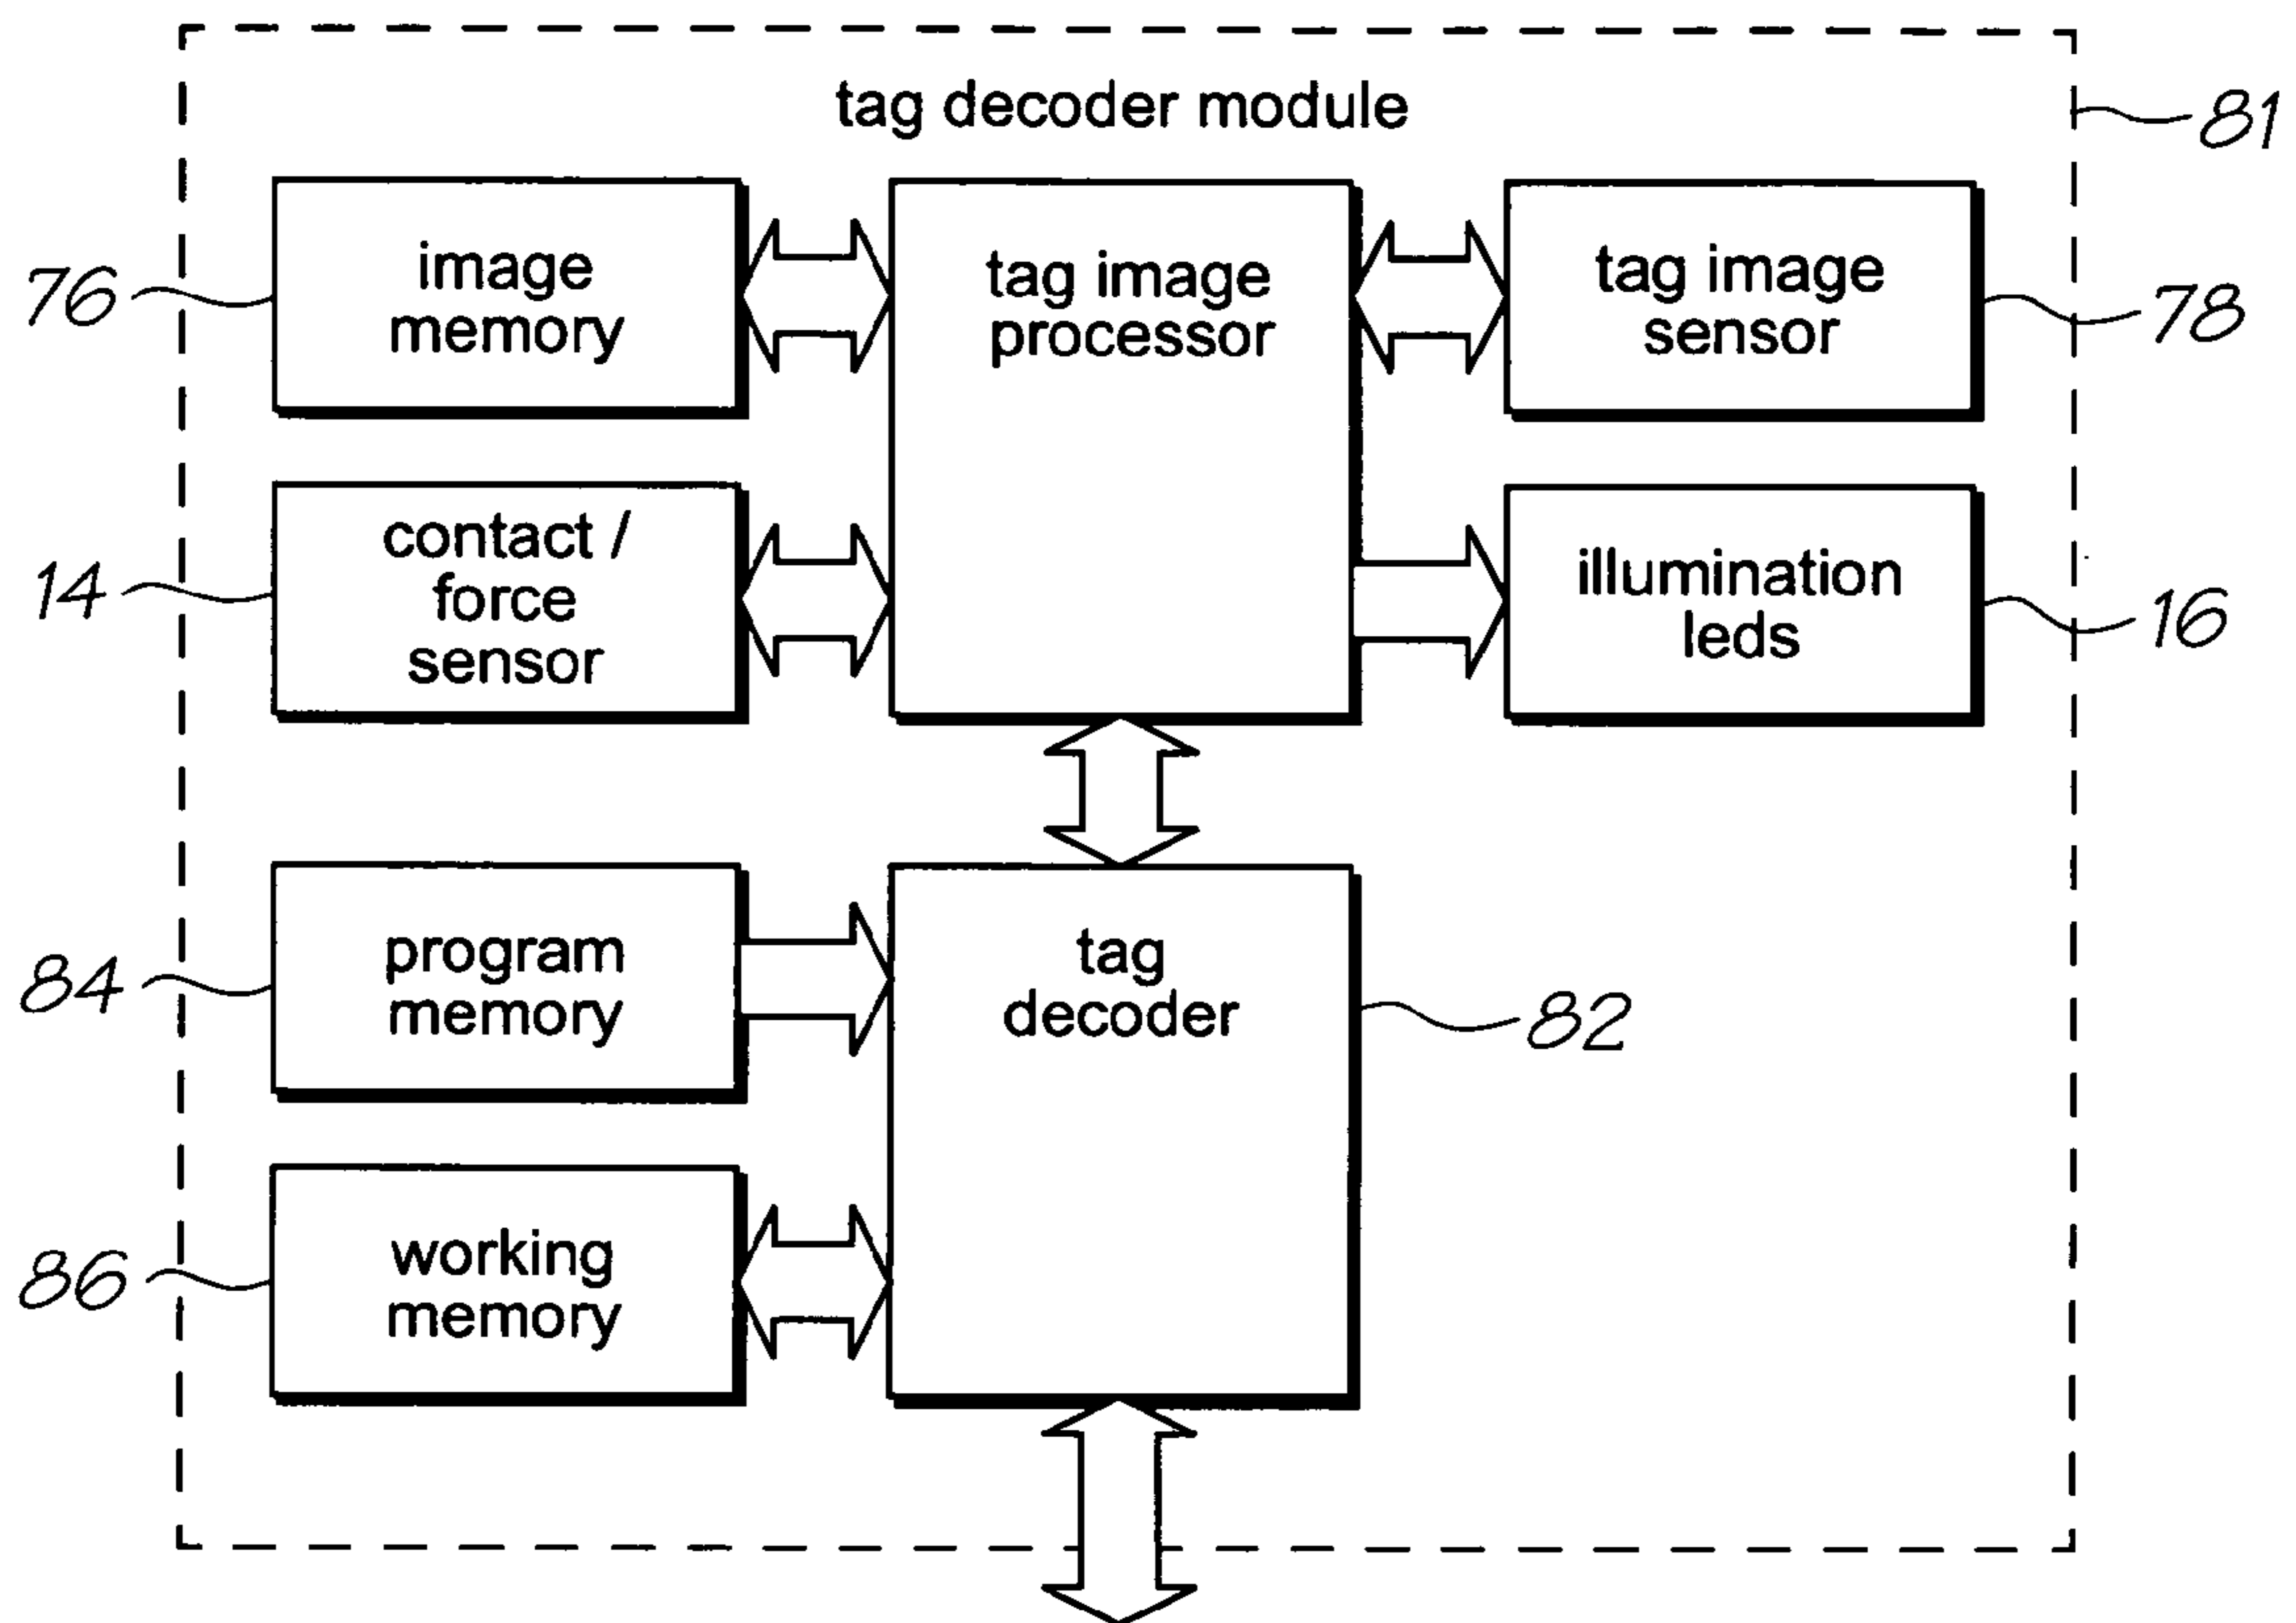 tag decoder module
81
76
image
memory
tag image
processor
tag image
sensor
78
14
contact /
force
sensor
illumination
leds
16
84
program
memory
tag
decoder
82
86
working
memory